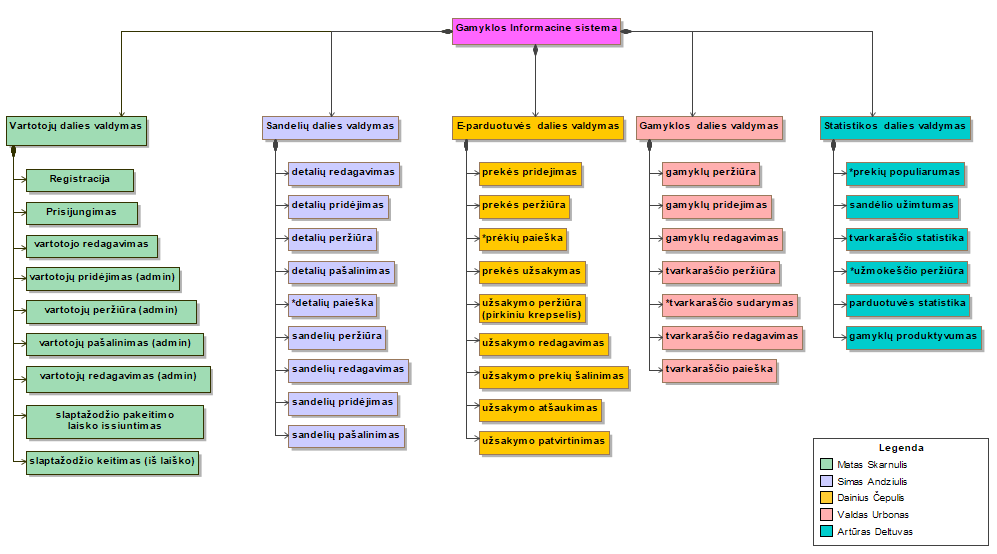 Gamyklos Informacine sistema
Vartotojų dalies valdymas
Registracija
Prisijungimas
vartotojo redagavimas
vartotojų pridėjimas (admin)
vartotojų peržiūra (admin)
vartotojų pašalinimas (admin)
vartotojų redagavimas (admin)
slaptažodžio pakeitimo
laisko issiuntimas
slaptažodžio keitimas (iš laiško)
Sandelių dalies valdymas
detalių redagavimas
detalių pridėjimas
detalių peržiūra
detalių pašalinimas
*detalių paieška
sandelių peržiūra
sandelių redagavimas
sandelių pridėjimas
sandelių pašalinimas
E-parduotuvės dalies valdymas
prekės pridejimas
prekės peržiūra
*prėkių paieška
prekė užsakymas
užsakymo peržiūra
(pirkiniu krepselis)
užsakymo redagavimas
užsakymo prekių šalinimas
užsakymo atšaukimas
užsakymo patvirtinimas
Gamyklos dalies valdymas
gamyklų peržiūra
gamyklų pridejimas
gamyklų redagavimas
tvarkaraščio peržiūra
*tvarkaraščio sudarymas
tvarkaraščio redagavimas
tvarkaraščio paieška
Statistikos dalies valdymas
*prekių populiarumas
sandėlio užimtumas
tvarkaraščio statistika
*užmokeščio peržiūra
parduotuvės statistika
gamyklų produktyvumas
Legenda
Matas Skarnulis
Simas Andziulis
Dainius Čepulis
Valdas Urbonas
Artūras Deltuvas